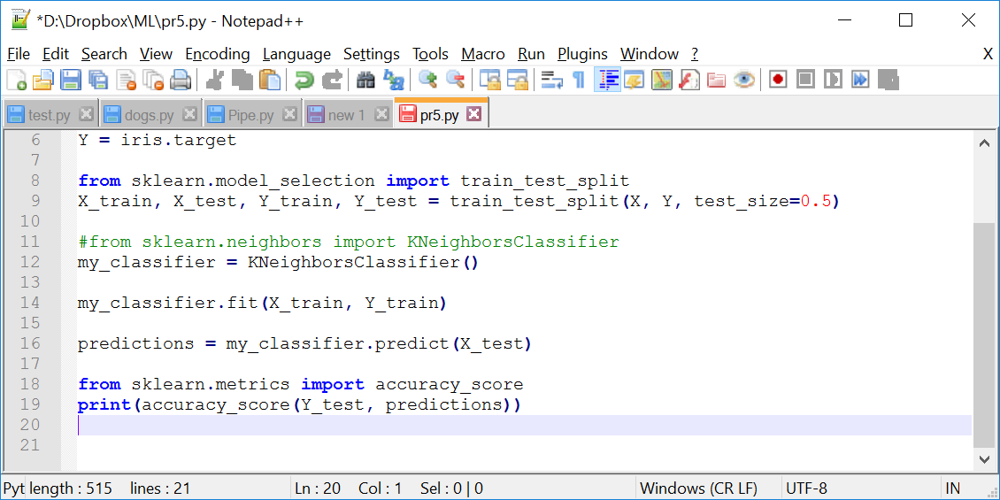 *D:\Dropbox\ML\pr5.py - Notepad++
File Edit Search View Encoding Language Settings Tools Macro Run Plugins Window ? X
test.py dogs.py Pipe.py new 1 pr5.py
6 Y = iris.target
7
8 from sklearn.model_selection import train_test_split
9 X_train, X_test, Y_train, Y_test = train_test_split(X, Y, test_size=0.5)
10
11 #from sklearn.neighbors import KNeighborsClassifier
12 my_classifier = KNeighborsClassifier()
13
14 my_classifier.fit(X_train, Y_train)
15
16 predictions = my_classifier.predict(X_test)
17
18 from sklearn.metrics import accuracy_score
19 print(accuracy_score(Y_test, predictions))
20
21
Pyt length : 515 lines : 21 Ln : 20 Col : 1 Sel : 0 | 0 Windows (CR LF) UTF-8 IN